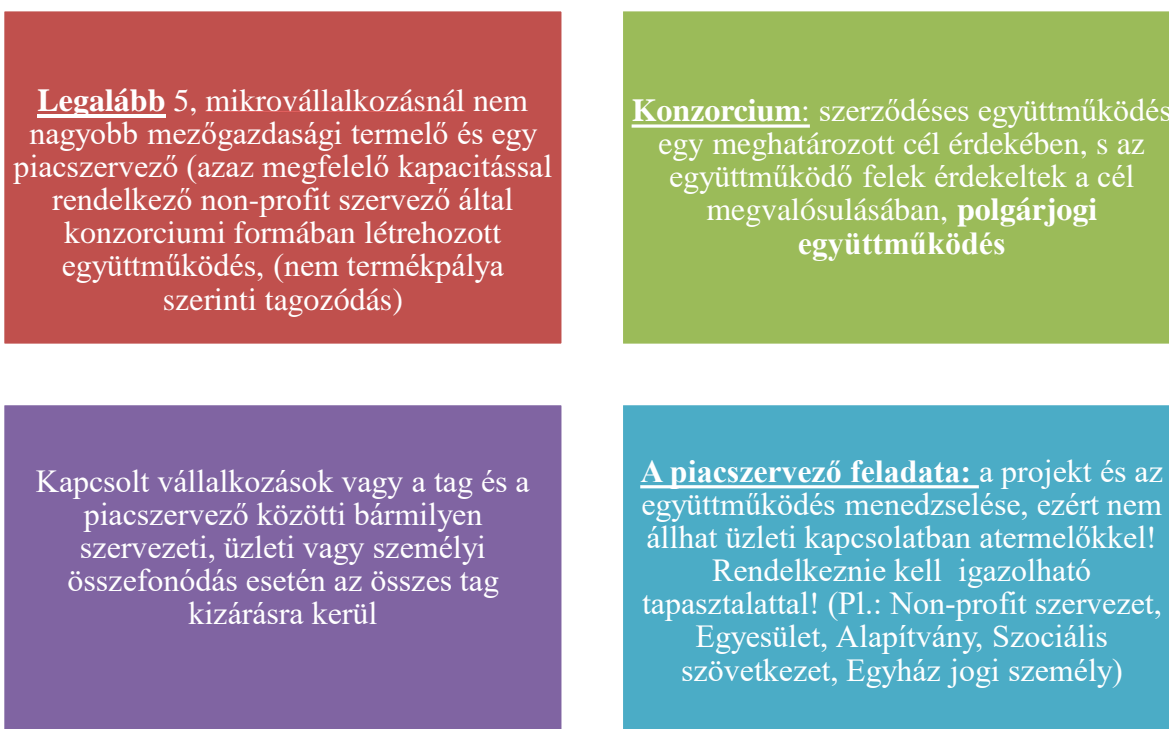 Legalább 5, mikrovállalkozásnál nem
nagyobb mezőgazdasági termelő és egy
piacszervező (azaz megfelelő kapacitással
rendelkező non-profit szervező által
konzorciumi formában létrehozott
együttműködés, (nem termékpálya
szerinti tagozódás)
Konzorcium: szerződéses együttműködés
egy meghatározott cél érdekében, s az
együttműködő felek érdekeltek a cél
megvalósulásában, polgárjogi
együttműködés
Kapcsolt vállalkozások vagy a tag és a
piacszervező közötti bármilyen
szervezeti, üzleti vagy személyi
összefonódás esetén az összes tag
kizárásra kerül
A piacszervező feladata: a projekt és az
együttműködés menedzselése, ezért nem
állhat üzleti kapcsolatban atermelőkkel!
Rendelkeznie kell igazolható
tapasztalattal! (Pl.: Non-profit szervezet,
Egyesület, Alapítvány, Szociális
szövetkezet, Egyház jogi személy)